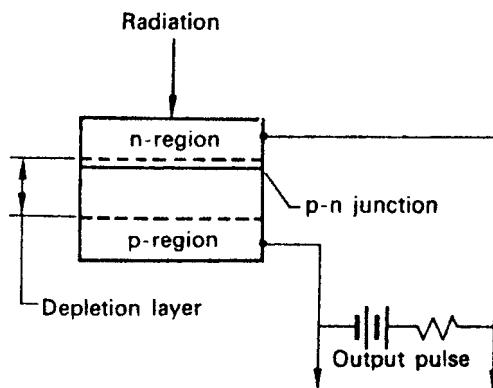 Radiation
n-region
p-n junction
p-region
Depletion layer
Output pulse